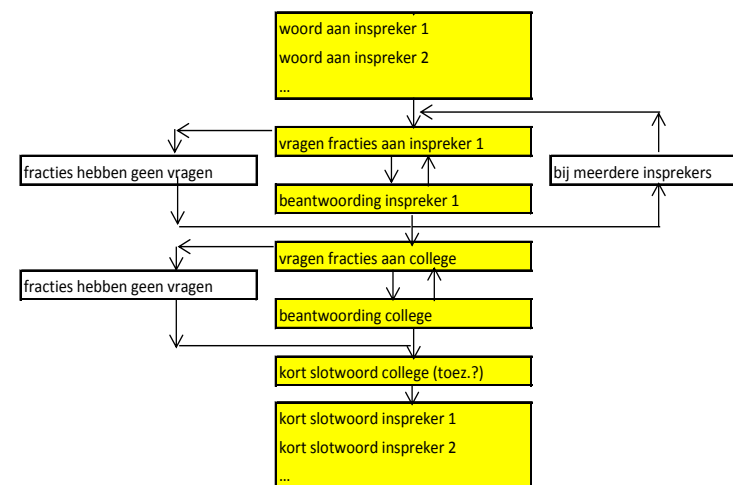 woord aan inspreker 1
woord aan inspreker 2
...
vragen fracties aan inspreker 1
fracties hebben geen vragen
bij meerdere insprekers
beantwoording inspreker 1
vragen fracties aan college
fracties hebben geen vragen
beantwoording college
kort slotwoord college (toez.?)
kort slotwoord inspreker 1
kort slotwoord inspreker 2
...